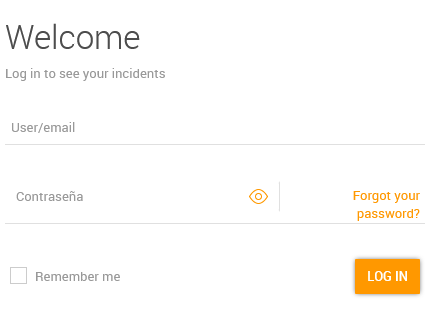 Welcome
Log in to see your incidents
User/email
Contraseña
Forgot your
password?
Remember me
LOG IN